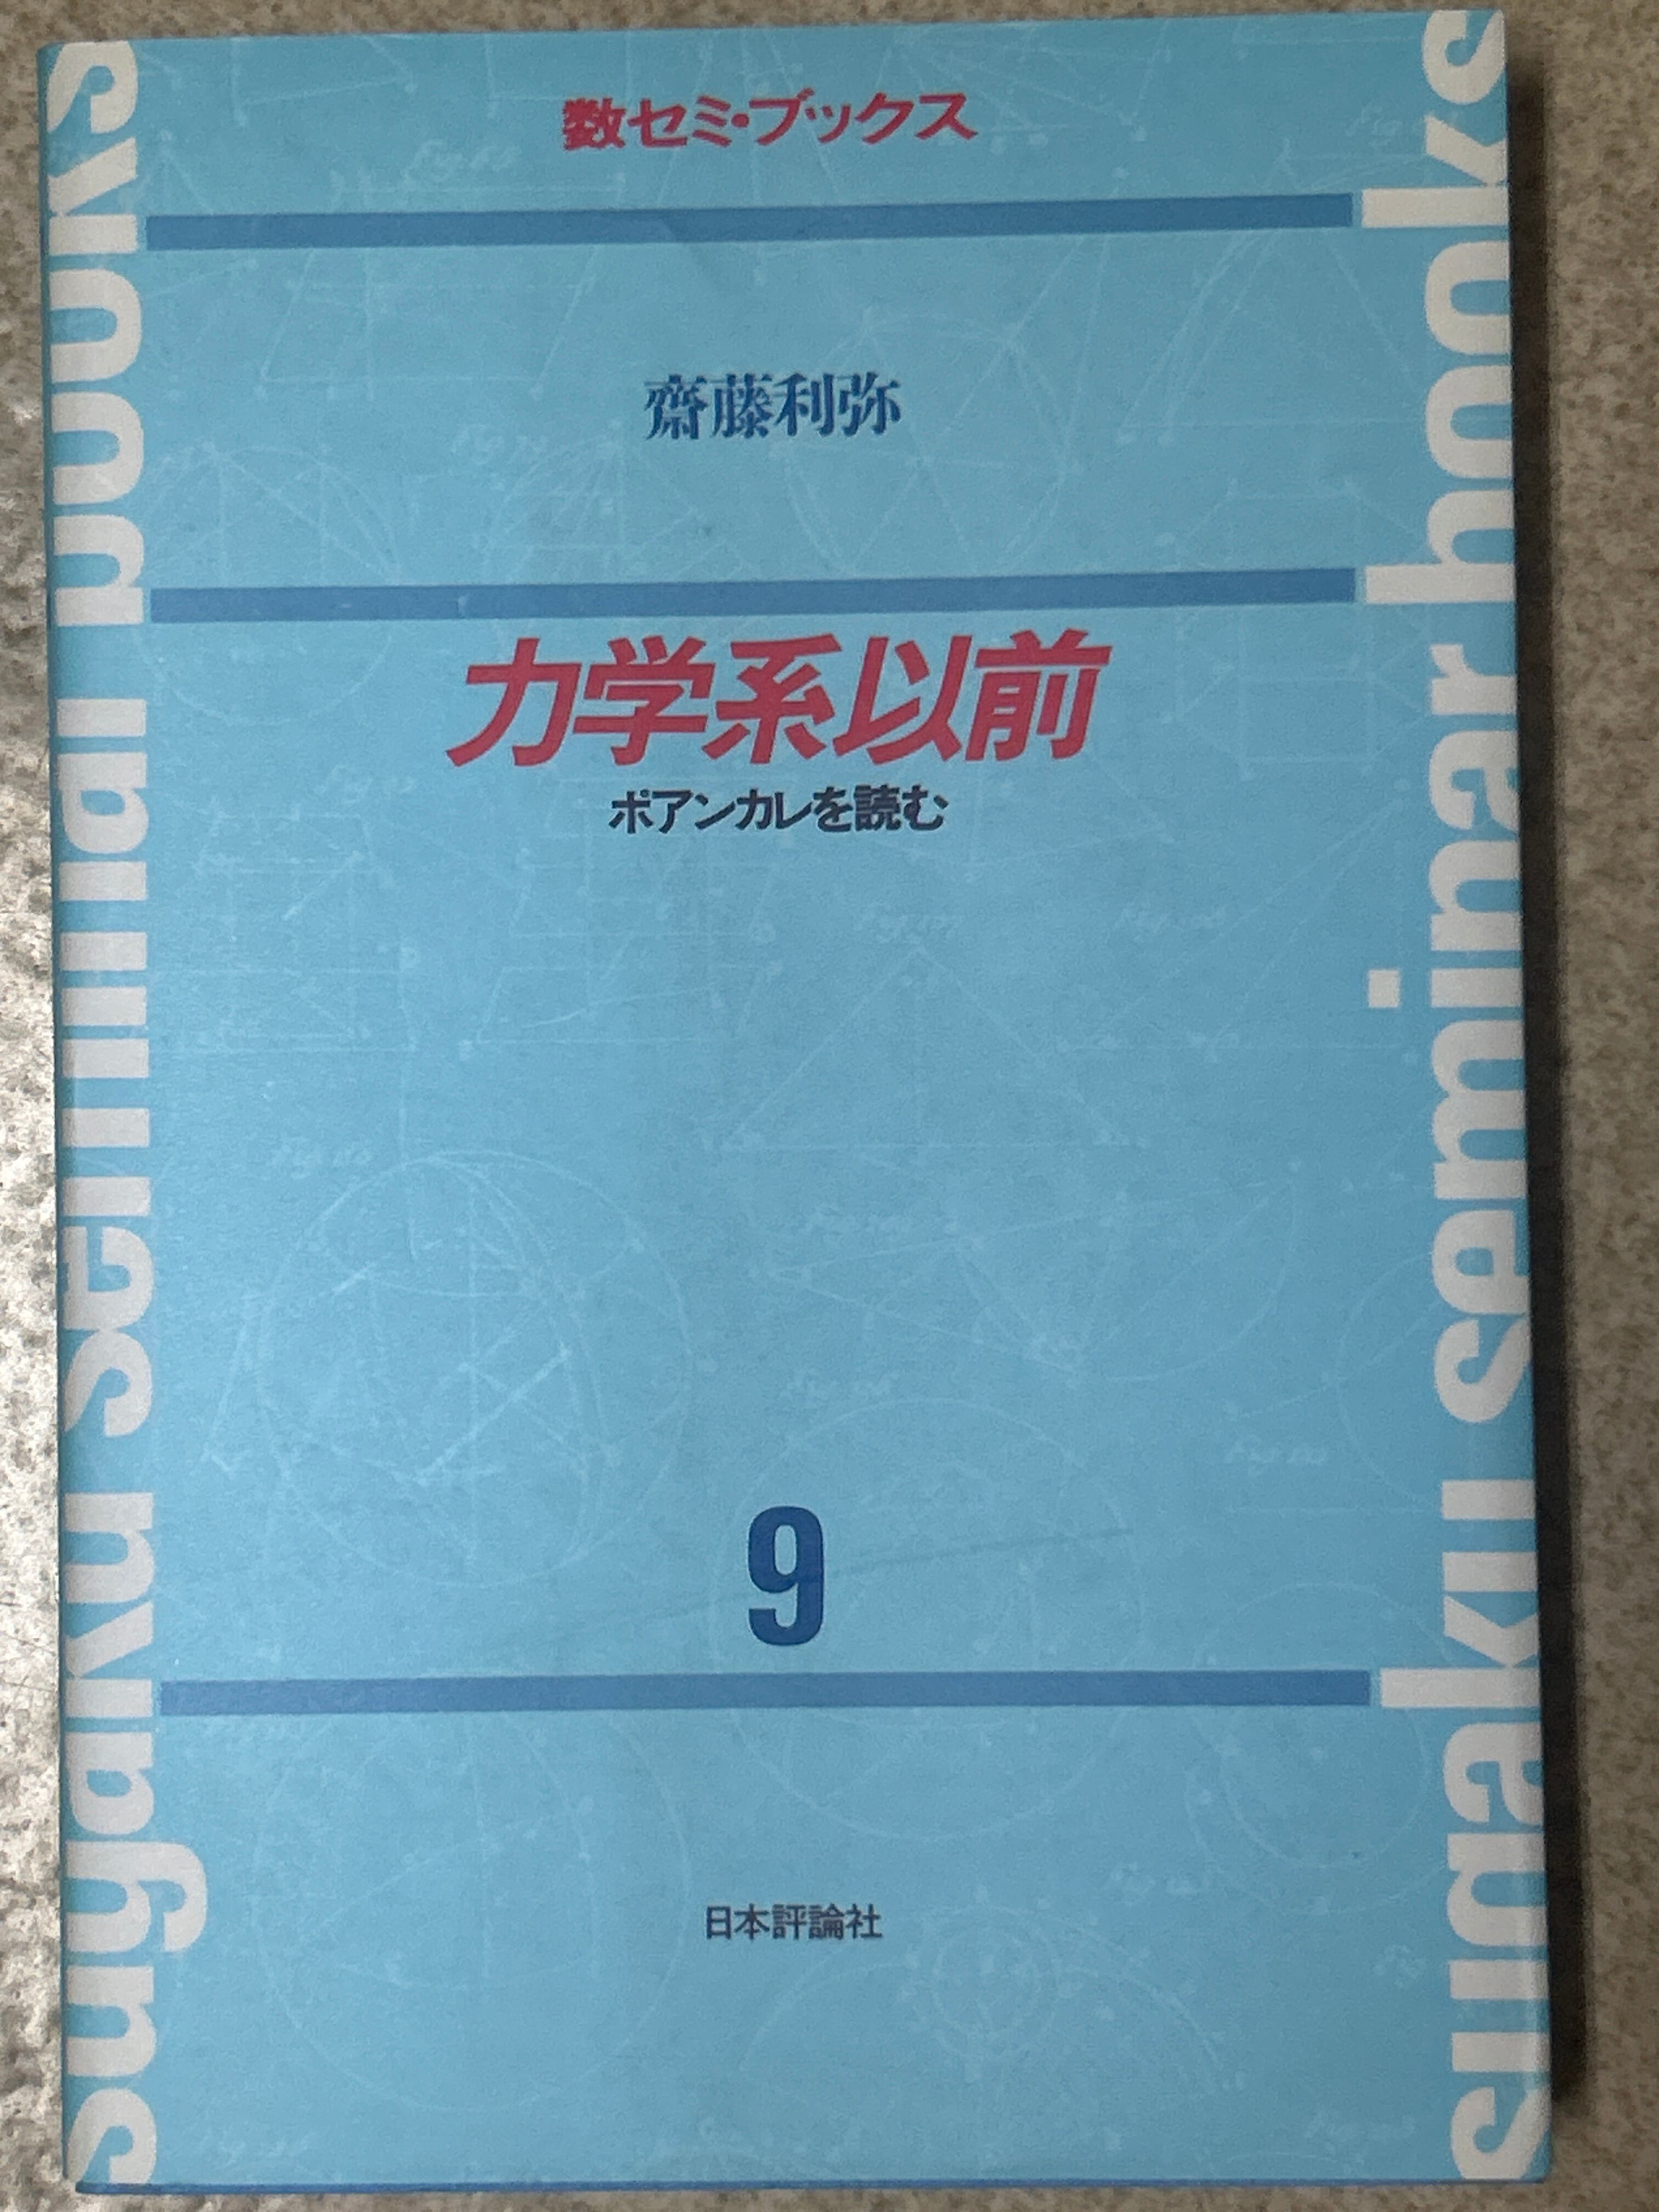 数セミ・ブックス
齋藤利弥
力学系以前
ポアンカレを読む
9
日本評論社
sugaku seminar books
sugaku seminar books